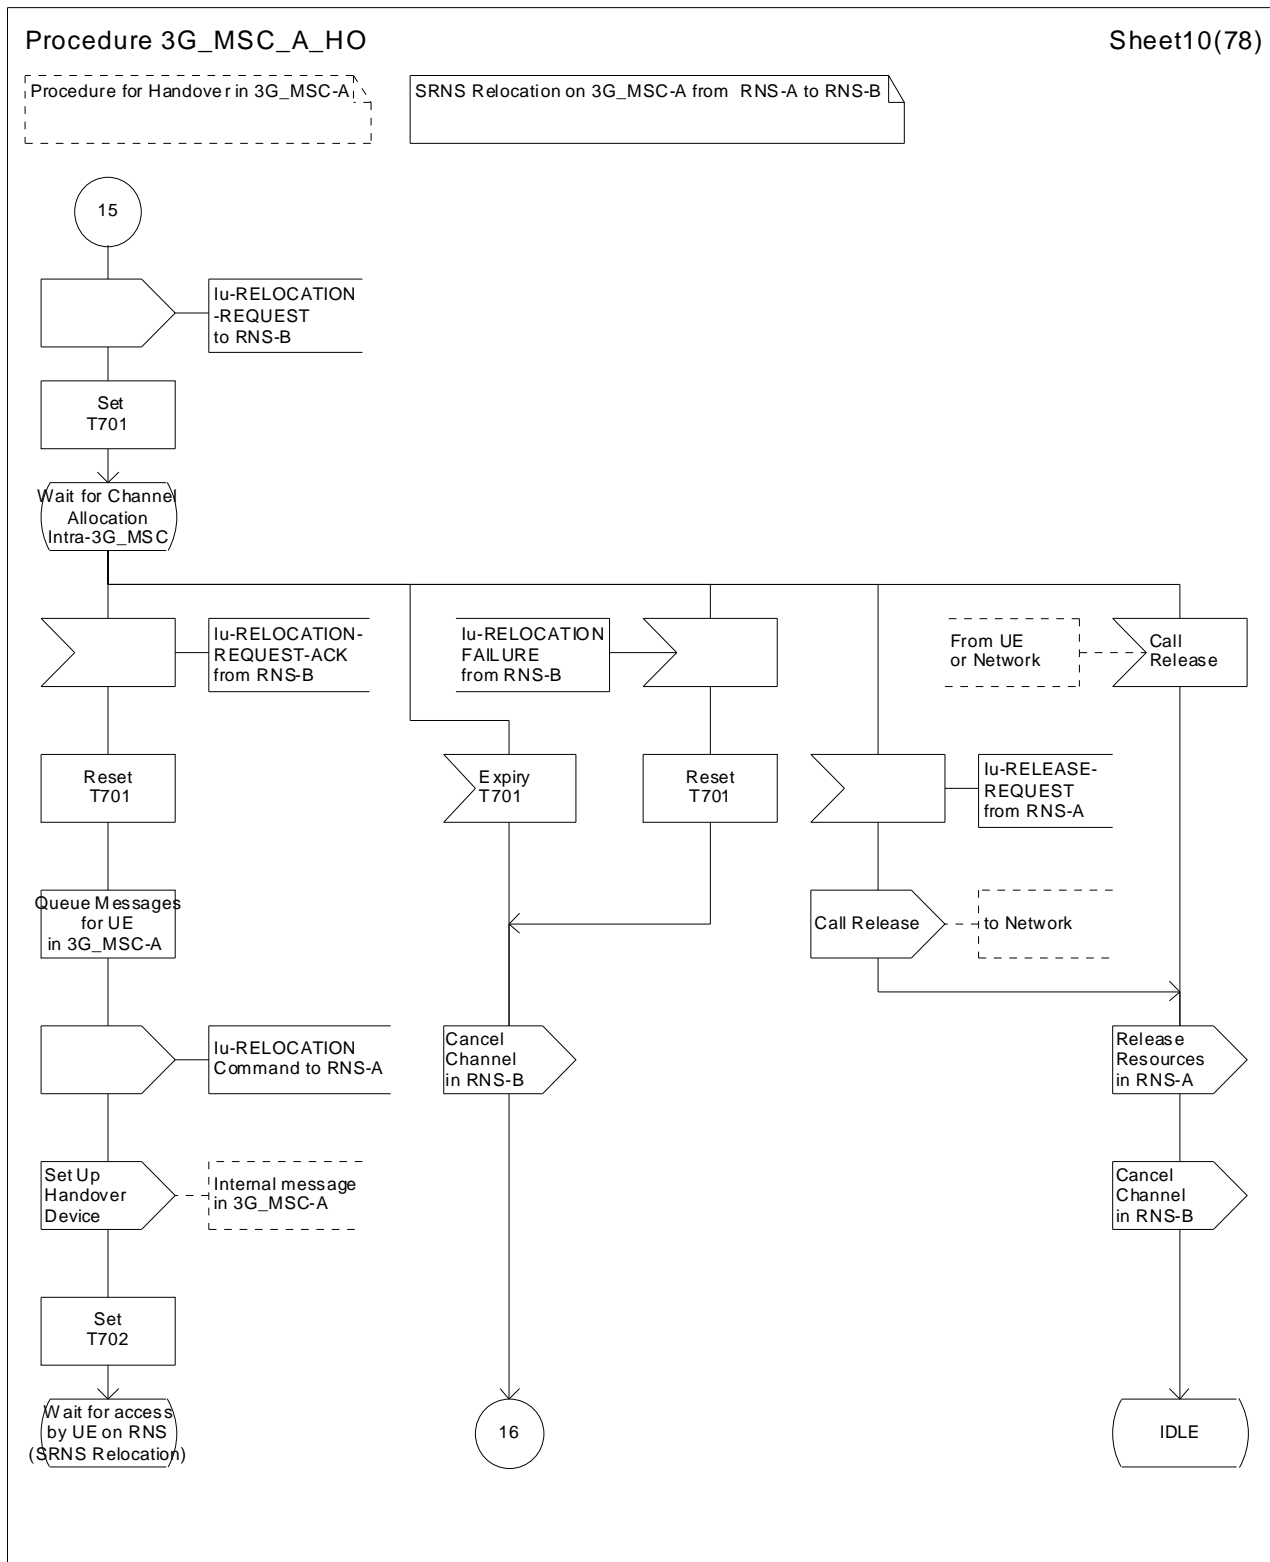 Procedure 3G_MSC_A_HO
Sheet10(78)
Procedure for Handover in 3G_MSC-A
SRNS Relocation on 3G_MSC-A from RNS-A to RNS-B
15
Iu-RELOCATION
-REQUEST
to RNS-B
Set
T701
Wait for Channel
Allocation
Intra-3G_MSC
Iu-RELOCATION-
REQUEST-ACK
from RNS-B
Iu-RELOCATION
FAILURE
from RNS-B
From UE
or Network
Call
Release
Reset
T701
Expiry
T701
Reset
T701
Iu-RELEASE-
REQUEST
from RNS-A
Queue Messages
for UE
in 3G_MSC-A
Call Release
to Network
Iu-RELOCATION
Command to RNS-A
Cancel
Channel
in RNS-B
Release
Resources
in RNS-A
Set Up
Handover
Device
Internal message
in 3G_MSC-A
Cancel
Channel
in RNS-B
Set
T702
Wait for access
by UE on RNS
(SRNS Relocation)
16
IDLE